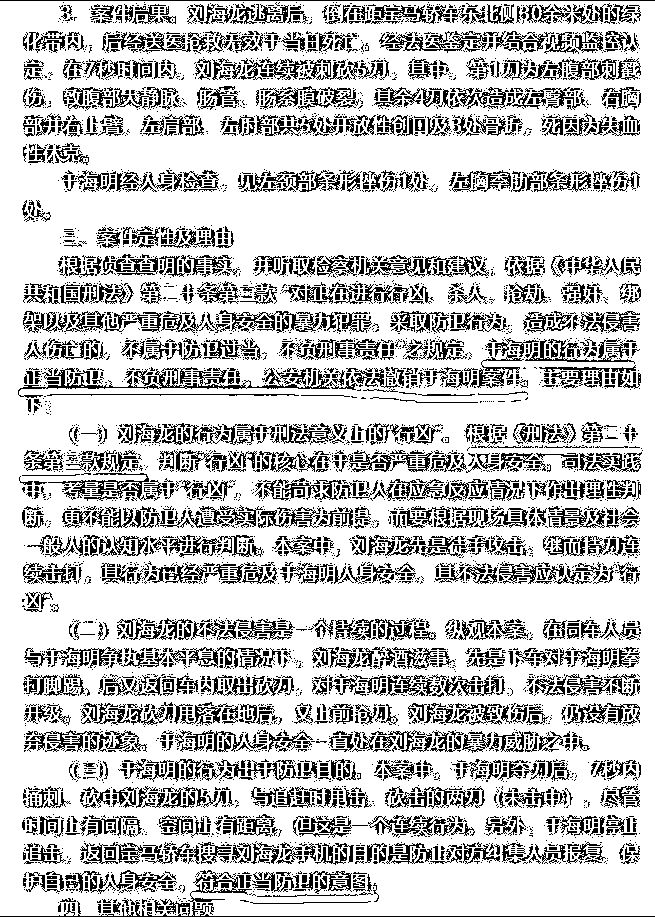 3. 案件后果。刘海龙逃离后，倒在距宝马轿车东北侧30余米处的绿
化带内，后经送医抢救无效于当日死亡。经法医鉴定并结合视频监控认
定，在7秒时间内，刘海龙连续被刺砍5刀。其中，第1刀为左腹部刺戳
伤，致腹部大静脉、肠管、肠系膜破裂；其余4刀依次造成左臀部、右胸
部并右上臂、左肩部、左肘部共5处开放性创口及3处骨折，死因为失血
性休克。
于海明经人身检查，见左颈部条形挫伤1处、左胸季肋部条形挫伤1
处。
三、案件定性及理由
根据侦查查明的事实，并听取检察机关意见和建议，依据《中华人民
共和国刑法》第二十条第三款“对正在进行行凶、杀人、抢劫、强奸、绑
架以及其他严重危及人身安全的暴力犯罪，采取防卫行为，造成不法侵害
人伤亡的，不属于防卫过当，不负刑事责任”之规定，于海明的行为属于
正当防卫，不负刑事责任，公安机关依法撤销于海明案件。主要理由如
下：
（一）刘海龙的行为属于刑法意义上的“行凶”。根据《刑法》第二十
条第三款规定，判断“行凶”的核心在于是否严重危及人身安全。司法实践
中，考量是否属于“行凶”，不能苛求防卫人在应急反应情况下作出理性判
断，更不能以防卫人遭受实际伤害为前提，而要根据现场具体情景及社会
一般人的认知水平进行判断。本案中，刘海龙先是徒手攻击，继而持刀连
续击打，其行为已经严重危及于海明人身安全，其不法侵害应认定为“行
凶”。
（二）刘海龙的不法侵害是一个持续的过程。纵观本案，在同车人员
与于海明争执基本平息的情况下，刘海龙醉酒滋事，先是下车对于海明拳
打脚踢，后又返回车内取出砍刀，对于海明连续数次击打，不法侵害不断
升级。刘海龙砍刀甩落在地后，又上前抢刀。刘海龙被致伤后，仍没有放
弃侵害的迹象。于海明的人身安全一直处在刘海龙的暴力威胁之中。
（三）于海明的行为出于防卫目的。本案中，于海明夺刀后，7秒内
捅刺、砍中刘海龙的5刀，与追赶时甩击、砍击的两刀（未击中），尽管
时间上有间隔、空间上有距离，但这是一个连续行为。另外，于海明停止
追击，返回宝马轿车搜寻刘海龙手机的目的是防止对方纠集人员报复、保
护自己的人身安全，符合正当防卫的意图。
四、其他相关问题